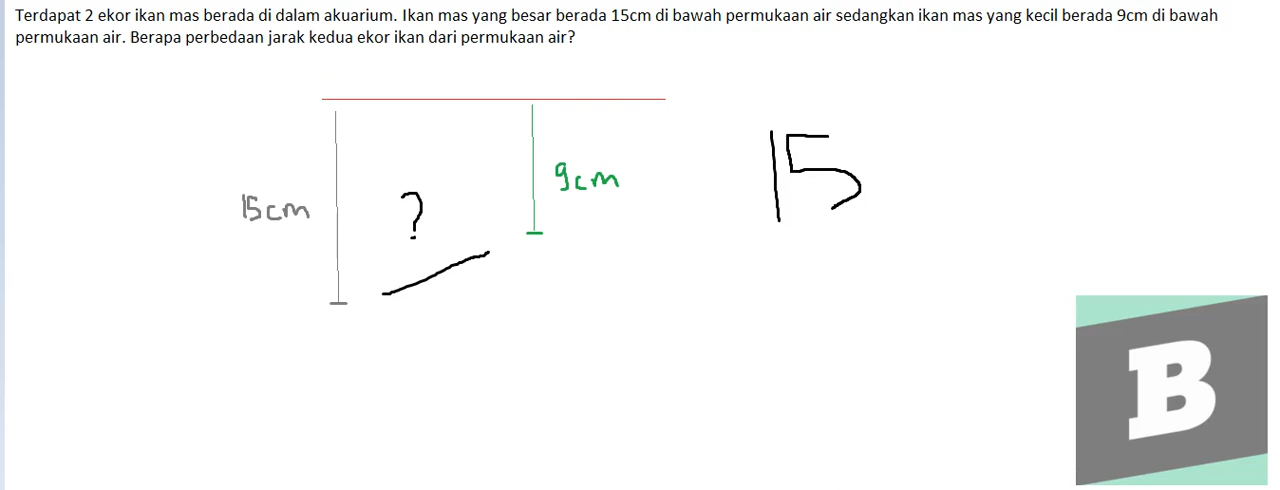 Terdapat 2 ekor ikan mas berada di dalam akuarium. Ikan mas yang besar berada 15cm di bawah permukaan air sedangkan ikan mas yang kecil berada 9cm di bawah
permukaan air. Berapa perbedaan jarak kedua ekor ikan dari permukaan air?
15
9cm
15cm
?
B